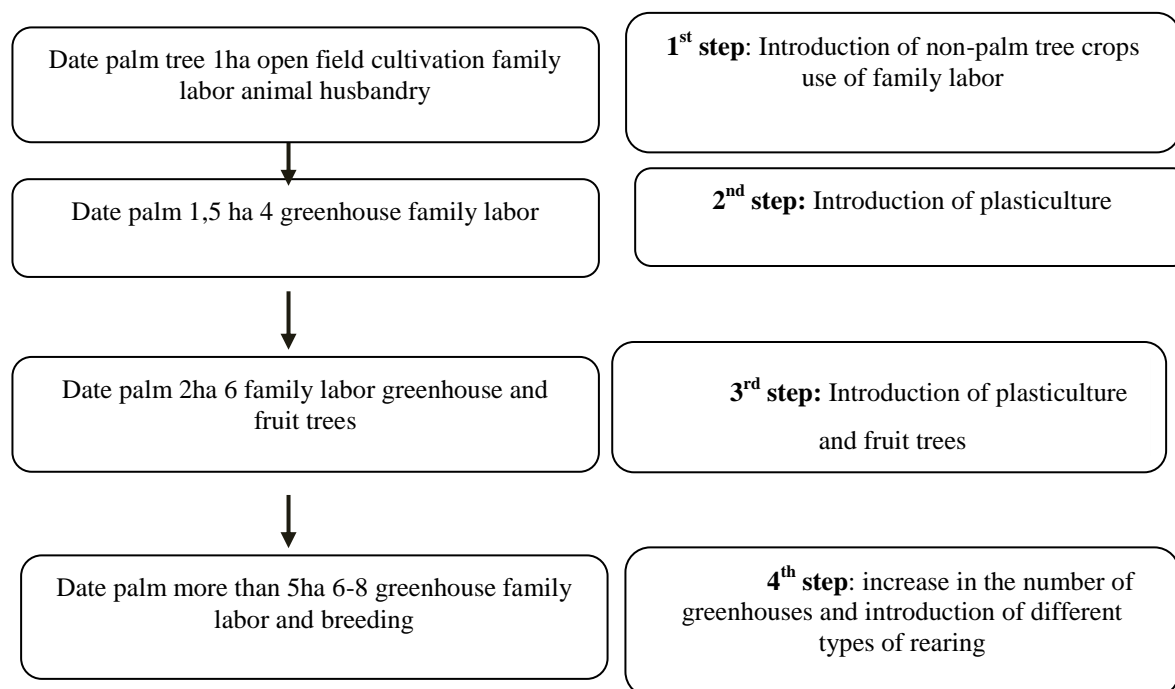 Date palm tree 1ha open field cultivation family
labor animal husbandry
1st step: Introduction of non-palm tree crops
use of family labor
Date palm 1,5 ha 4 greenhouse family labor
2nd step: Introduction of plasticulture
Date palm 2ha 6 family labor greenhouse and
fruit trees
3rd step: Introduction of plasticulture
and fruit trees
Date palm more than 5ha 6-8 greenhouse family
labor and breeding
4th step: increase in the number of
greenhouses and introduction of different
types of rearing